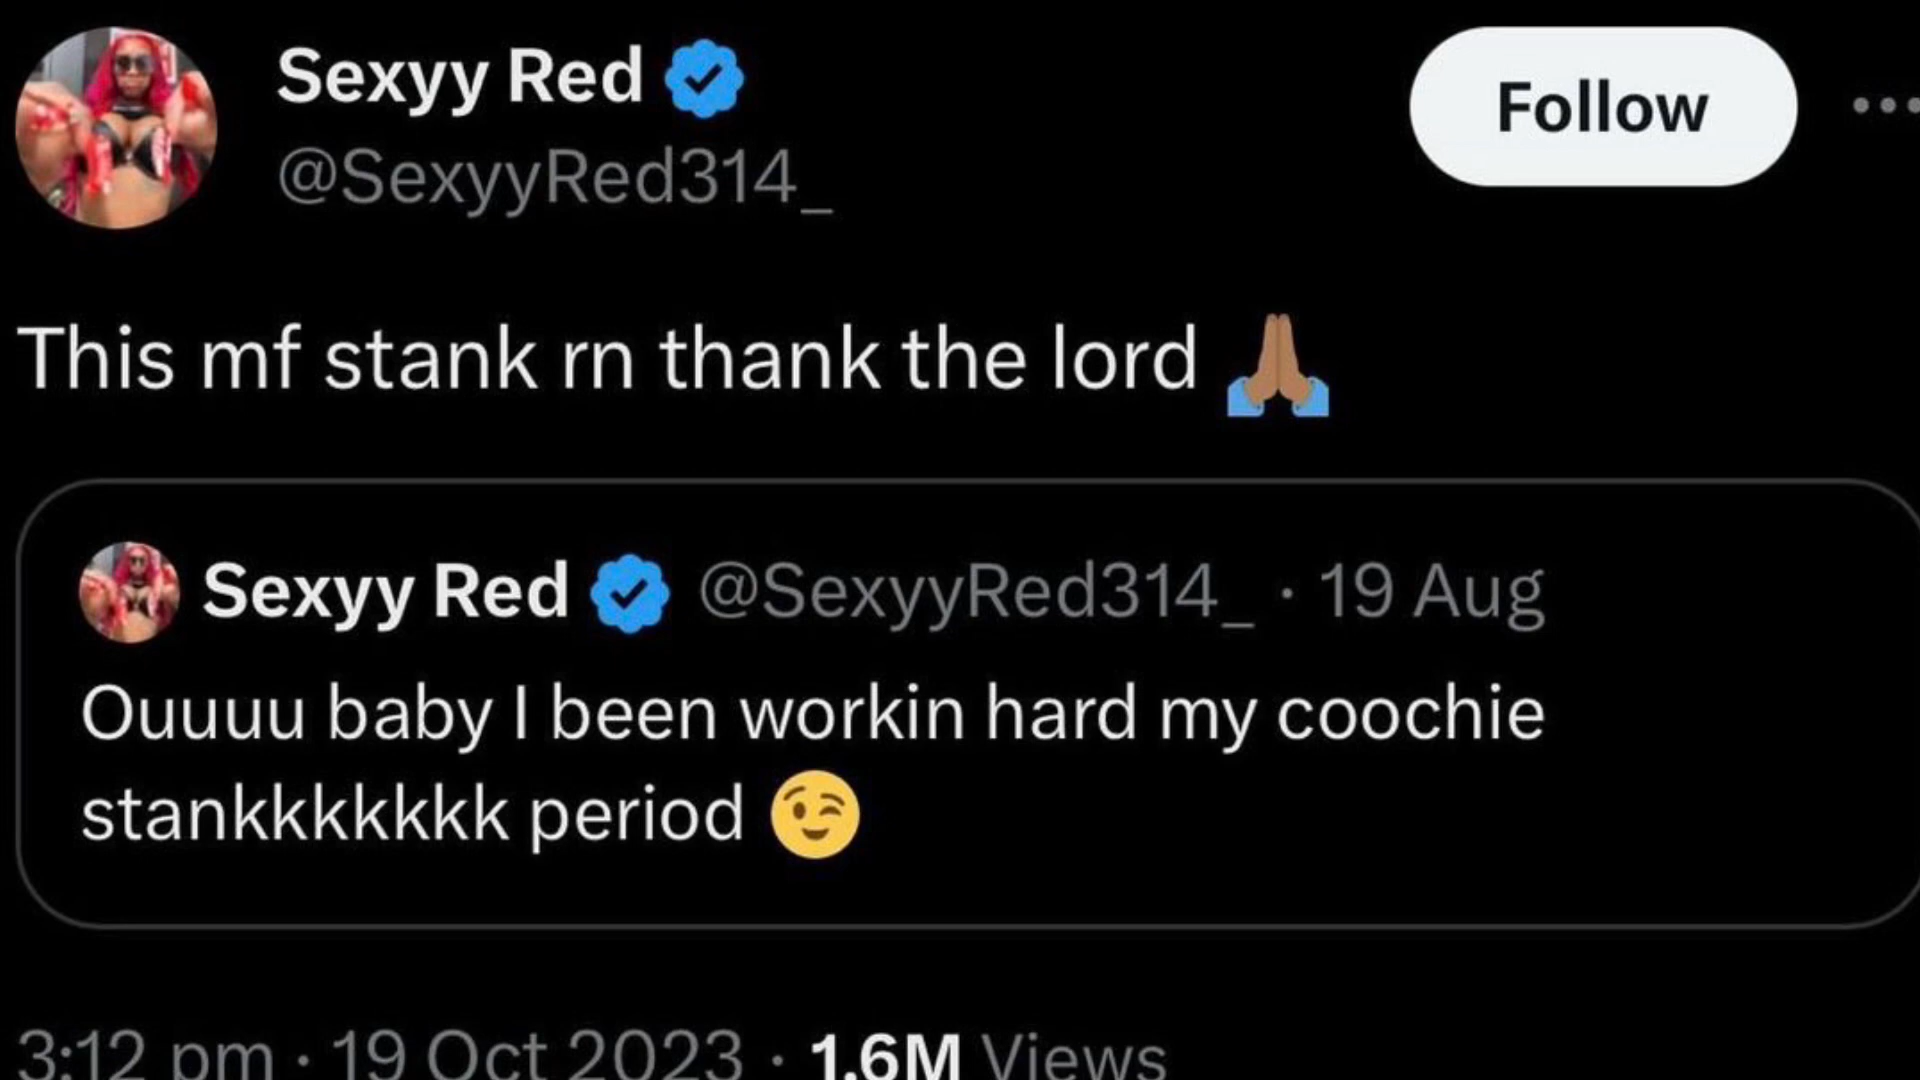 Sexyy Red
Follow
@SexyyRed314_
This mf stank rn thank the lord 🙏🏽
Sexyy Red @SexyyRed314_ · 19 Aug
Ouuuu baby I been workin hard my coochie
stankkkkkkk period 😉
3:12 pm · 19 Oct 2023 · 1.6M Views